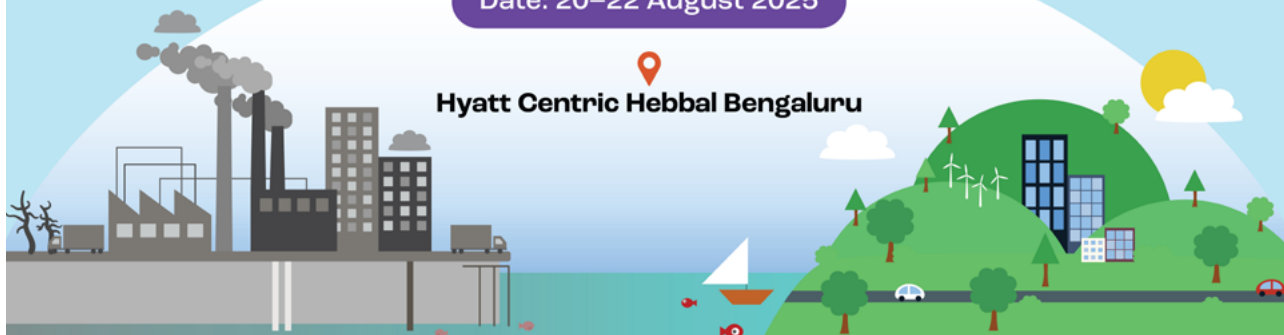 Date: 20–22 August 2025
Hyatt Centric Hebbal Bengaluru